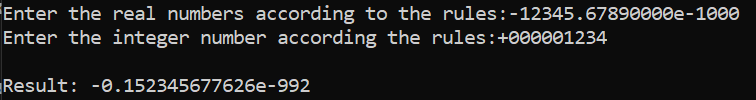 Enter the real numbers according to the rules:-12345.67890000e-1000
Enter the integer number according the rules:+000001234
Result: -0.152345677626e-992